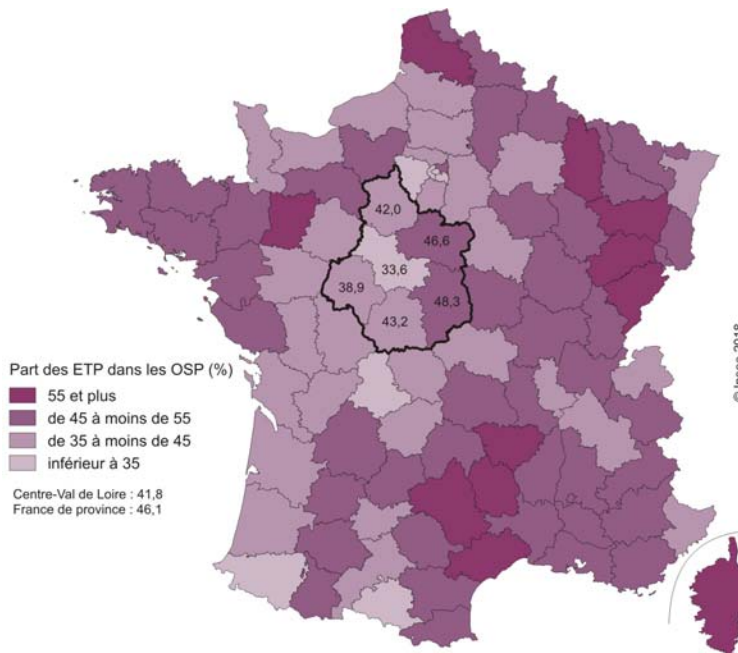 42,0
46,6
33,6
38,9
48,3
43,2
Part des ETP dans les OSP (%)
55 et plus
de 45 à moins de 55
de 35 à moins de 45
inférieur à 35
Centre-Val de Loire : 41,8
France de province : 46,1
© Insee 2018